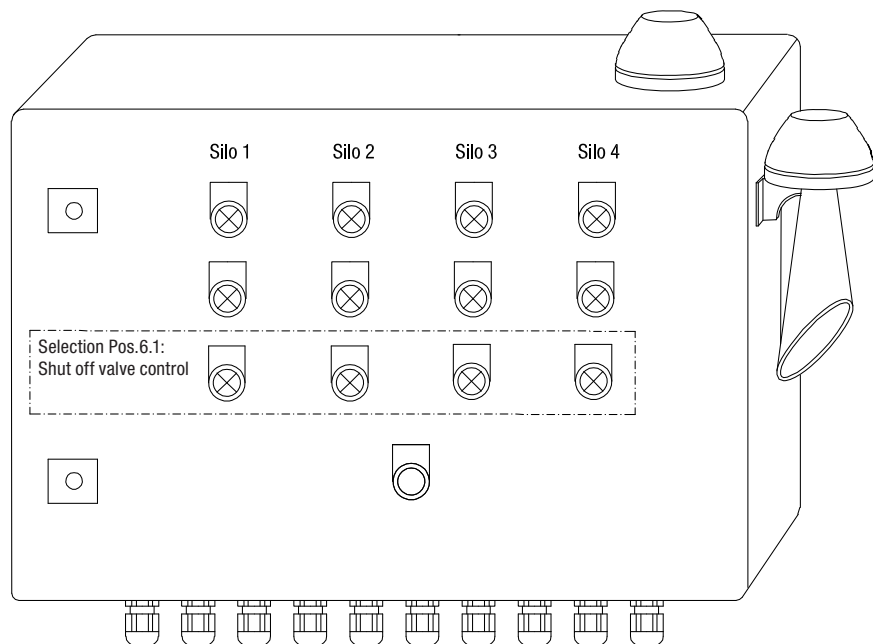 Silo 1 Silo 2 Silo 3 Silo 4
Selection Pos.6.1:
Shut off valve control